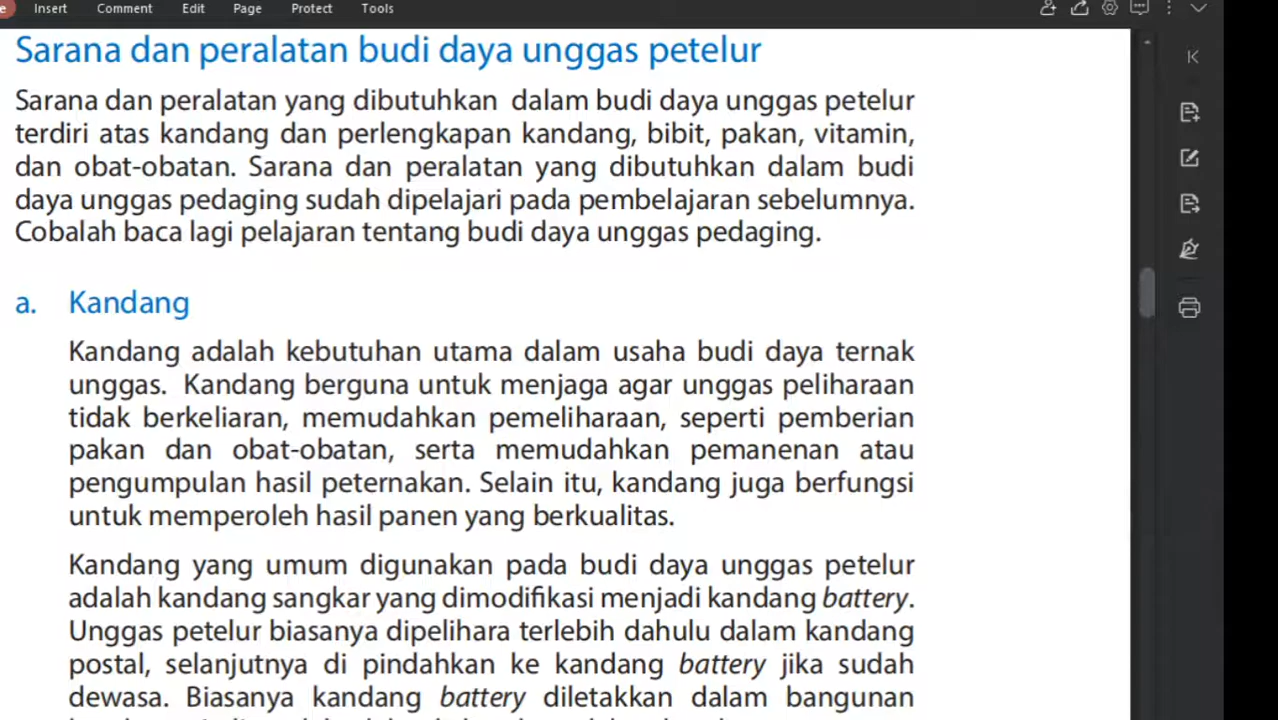 Insert Comment Edit Page Protect Tools
Sarana dan peralatan budi daya unggas petelur
Sarana dan peralatan yang dibutuhkan dalam budi daya unggas petelur
terdiri atas kandang dan perlengkapan kandang, bibit, pakan, vitamin,
dan obat-obatan. Sarana dan peralatan yang dibutuhkan dalam budi
daya unggas pedaging sudah dipelajari pada pembelajaran sebelumnya.
Cobalah baca lagi pelajaran tentang budi daya unggas pedaging.
a. Kandang
Kandang adalah kebutuhan utama dalam usaha budi daya ternak
unggas. Kandang berguna untuk menjaga agar unggas peliharaan
tidak berkeliaran, memudahkan pemeliharaan, seperti pemberian
pakan dan obat-obatan, serta memudahkan pemanenan atau
pengumpulan hasil peternakan. Selain itu, kandang juga berfungsi
untuk memperoleh hasil panen yang berkualitas.
Kandang yang umum digunakan pada budi daya unggas petelur
adalah kandang sangkar yang dimodifikasi menjadi kandang battery.
Unggas petelur biasanya dipelihara terlebih dahulu dalam kandang
postal, selanjutnya di pindahkan ke kandang battery jika sudah
dewasa. Biasanya kandang battery diletakkan dalam bangunan